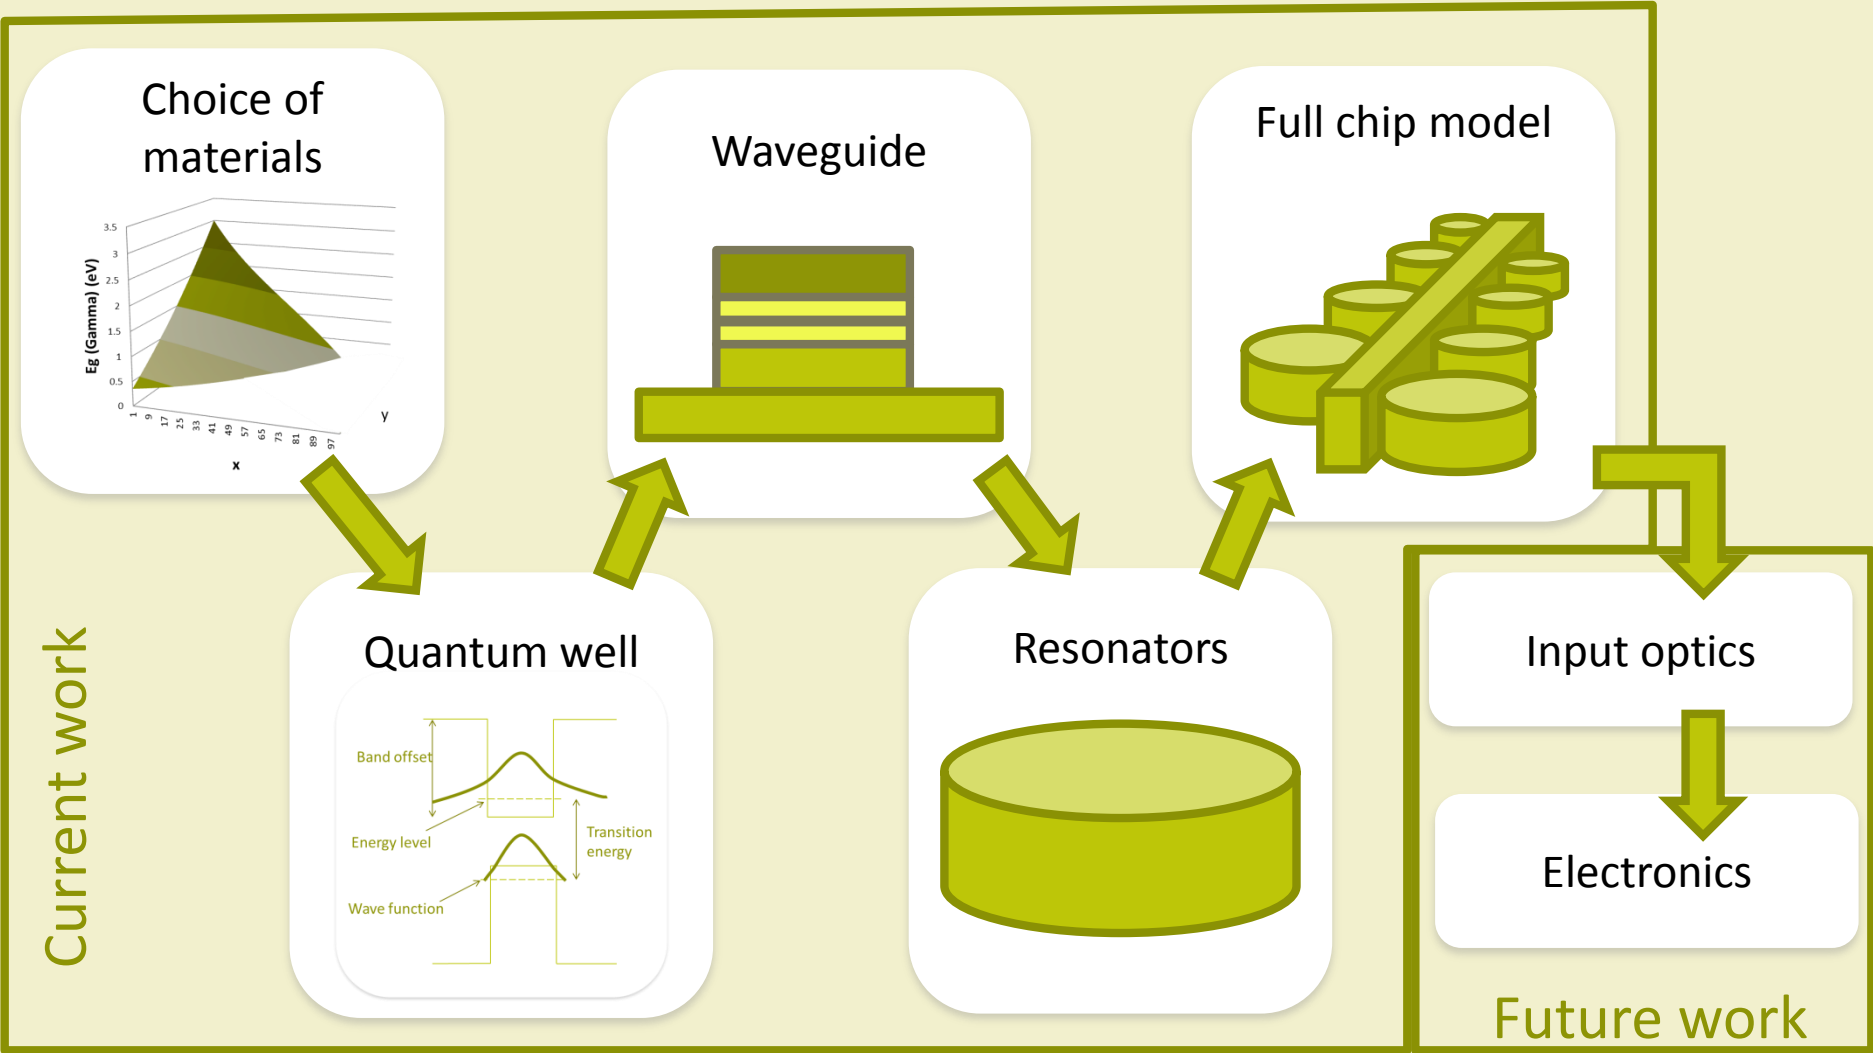 Choice of
materials
3.5
3
2.5
2
1.5
1
0.5
0
Eg (Gamma) (eV)
1
9
17
25
33
41
49
57
65
73
81
89
97
x
y
Quantum well
Band offset
Energy level
Transition
energy
Wave function
Waveguide
Resonators
Full chip model
Input optics
Electronics
Current work
Future work